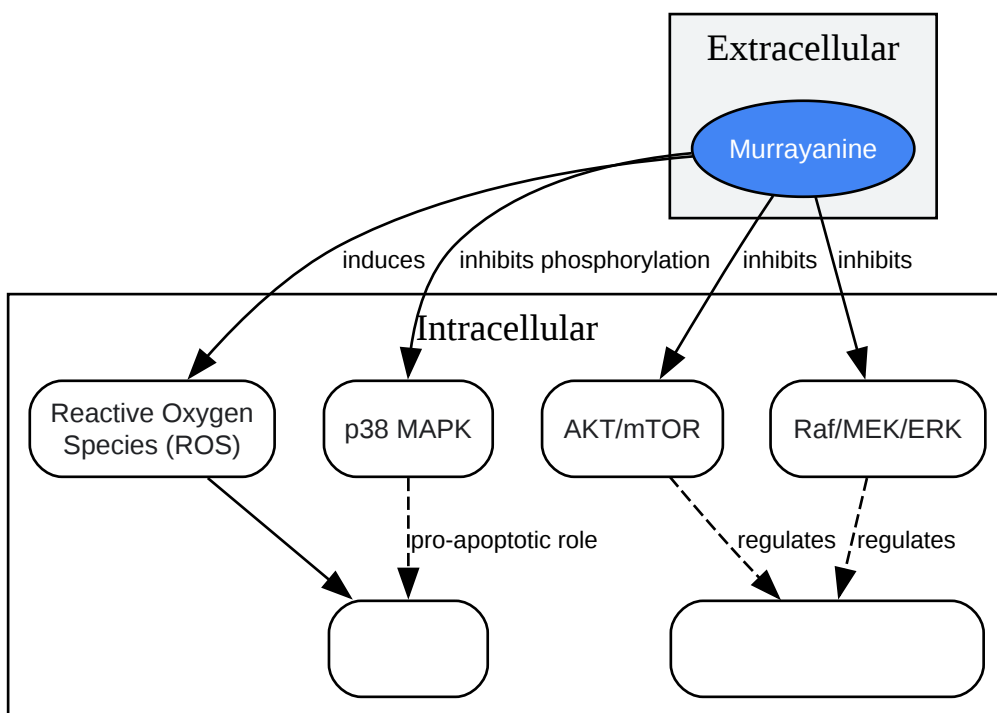 Extracellular
Murrayanine
induces
inhibits phosphorylation
inhibits
inhibits
Intracellular
Reactive Oxygen
Species (ROS)
p38 MAPK
AKT/mTOR
Raf/MEK/ERK
pro-apoptotic role
regulates
regulates